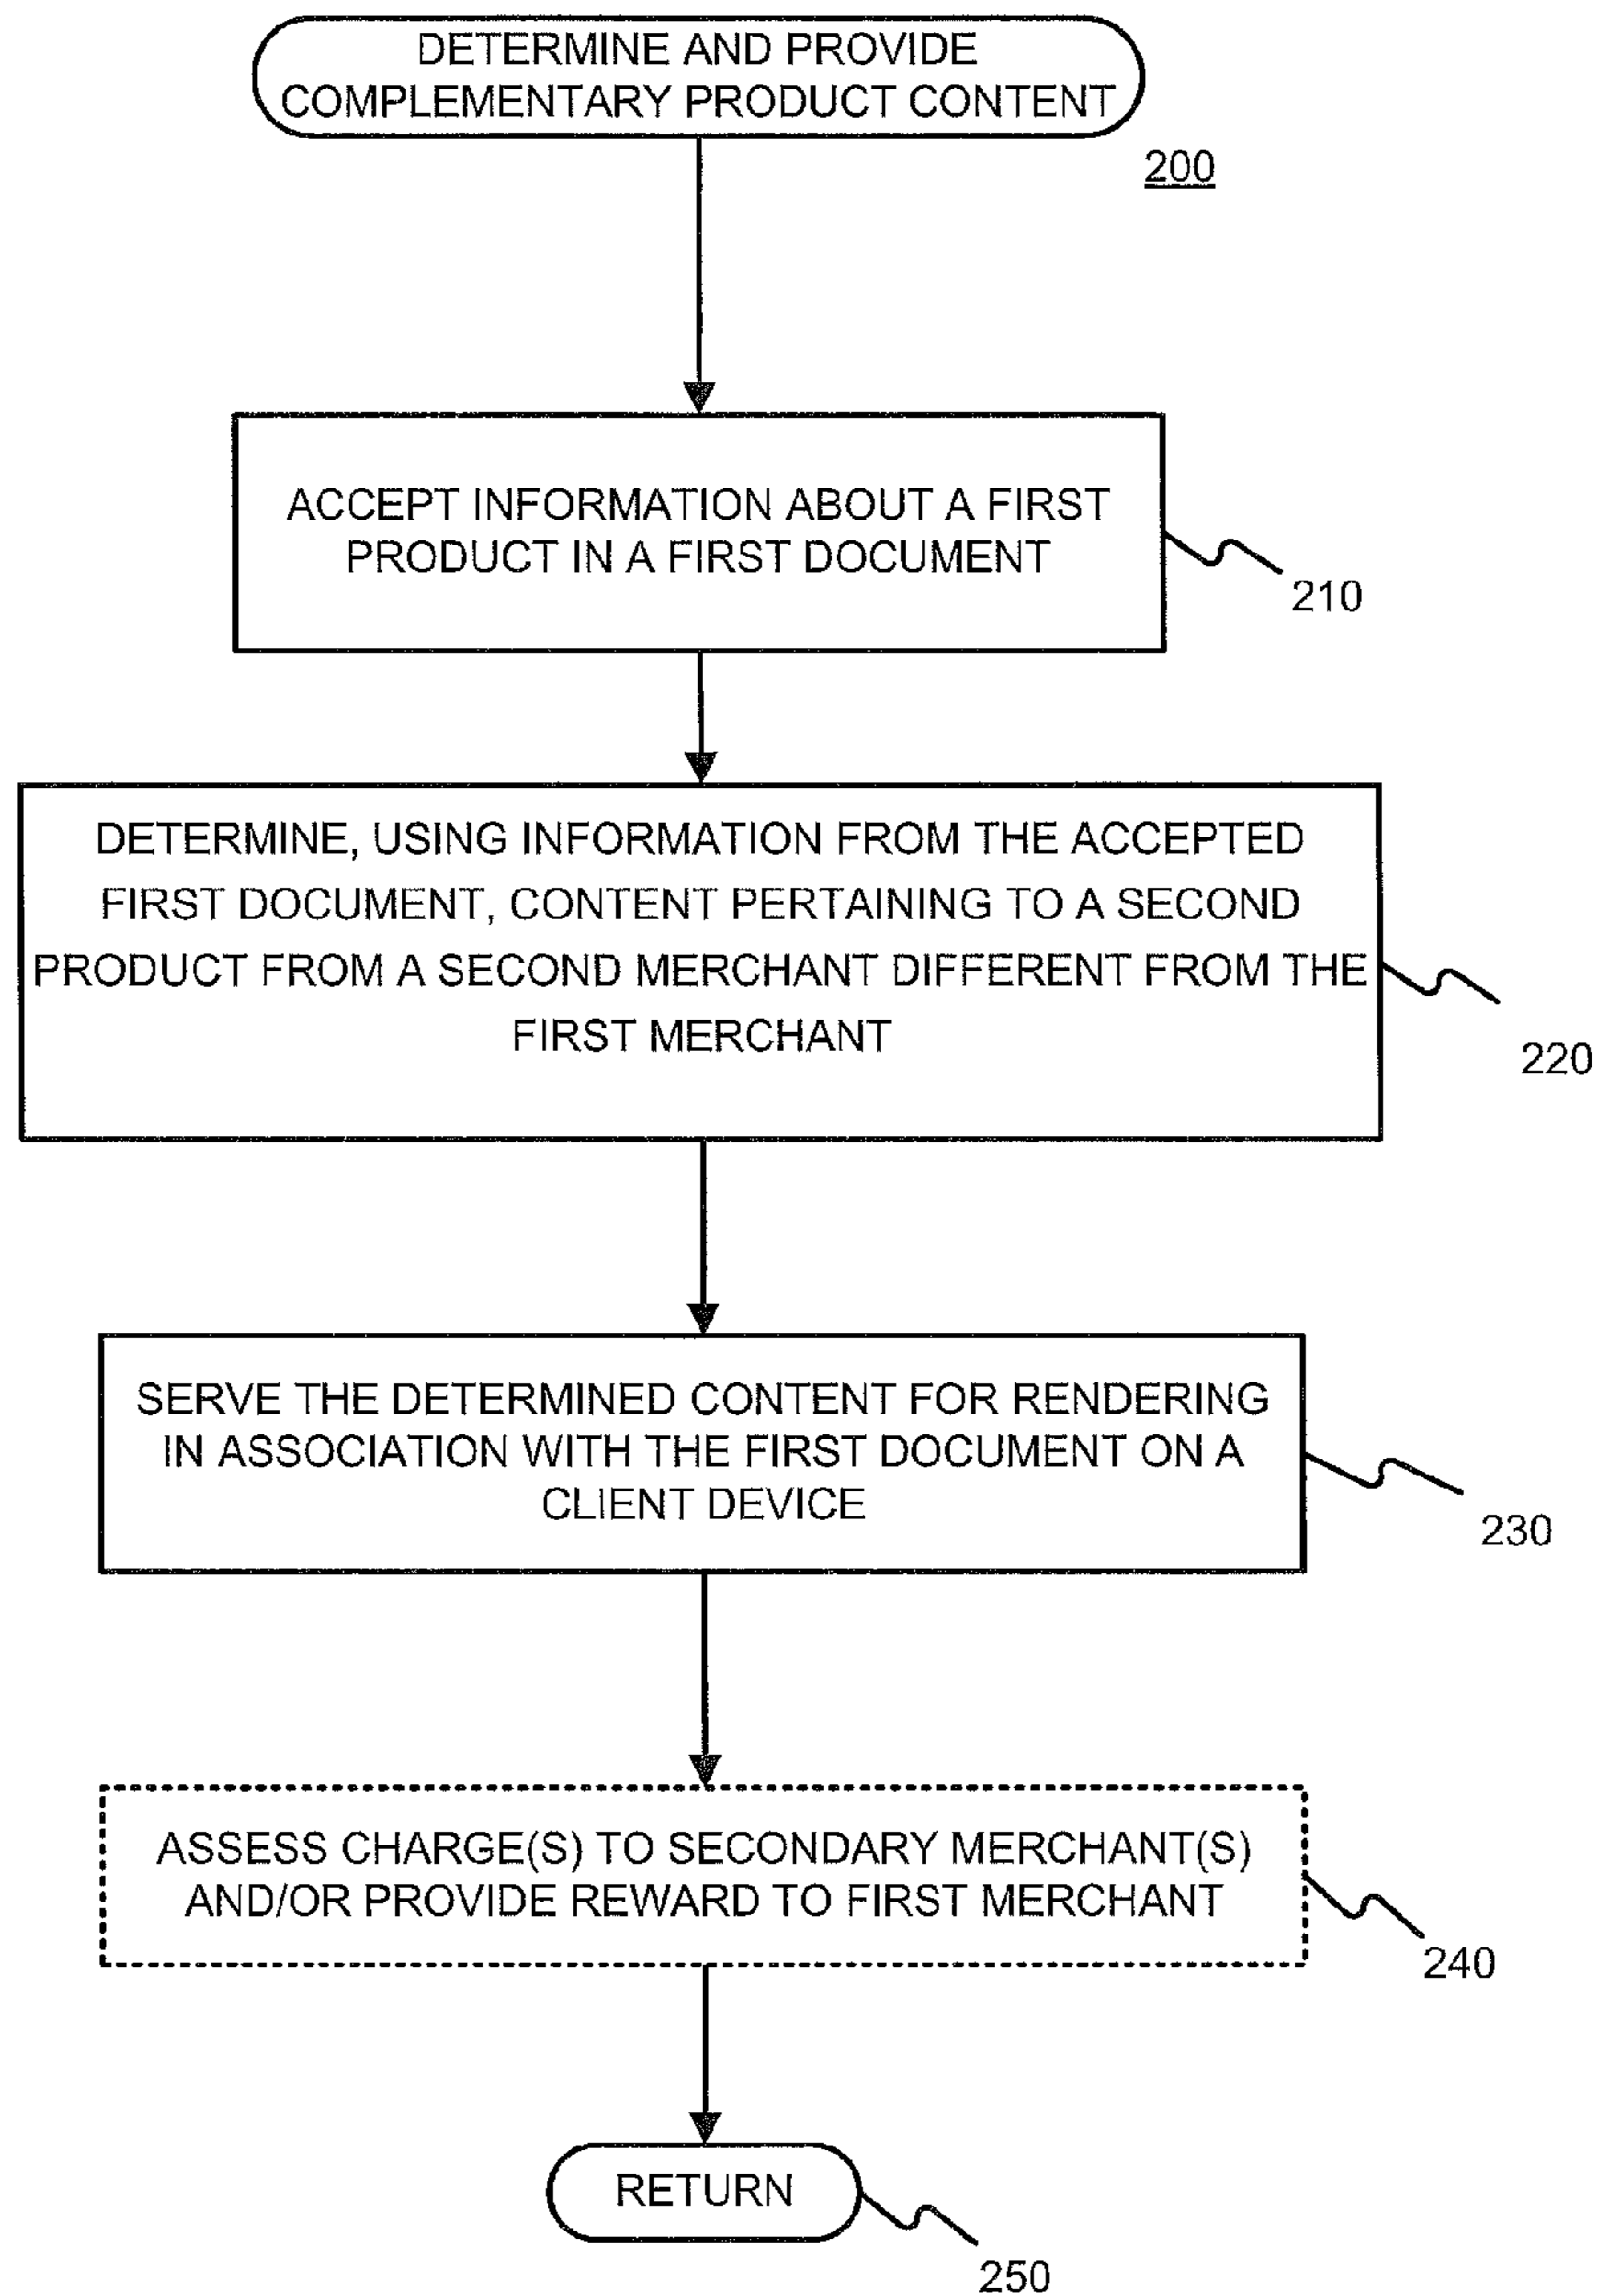 DETERMINE AND PROVIDE
COMPLEMENTARY PRODUCT CONTENT
200
ACCEPT INFORMATION ABOUT A FIRST
PRODUCT IN A FIRST DOCUMENT
210
DETERMINE, USING INFORMATION FROM THE ACCEPTED
FIRST DOCUMENT, CONTENT PERTAINING TO A SECOND
PRODUCT FROM A SECOND MERCHANT DIFFERENT FROM THE
FIRST MERCHANT
220
SERVE THE DETERMINED CONTENT FOR RENDERING
IN ASSOCIATION WITH THE FIRST DOCUMENT ON A
CLIENT DEVICE
230
ASSESS CHARGE(S) TO SECONDARY MERCHANT(S)
AND/OR PROVIDE REWARD TO FIRST MERCHANT
240
RETURN
250